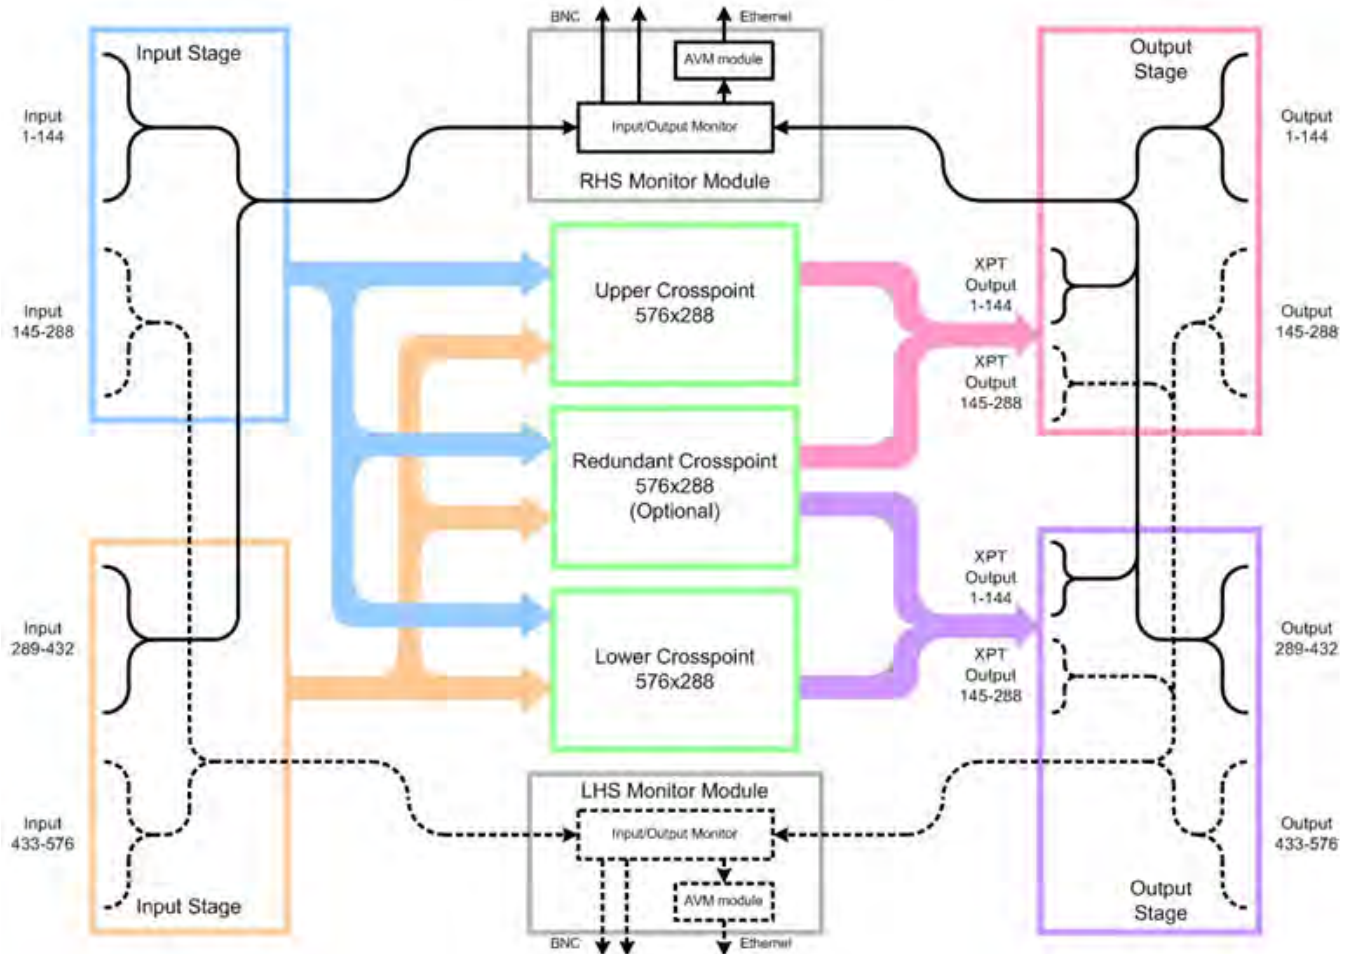 BNC
Ethernet
Input Stage
AVM module
Output
Stage
Input
1-144
Input/Output Monitor
Output
1-144
RHS Monitor Module
XPT
Output
1-144
Upper Crosspoint
576x288
Input
145-288
Output
145-288
XPT
Output
145-288
Redundant Crosspoint
576x288
(Optional)
XPT
Output
1-144
Input
289-432
Lower Crosspoint
576x288
Output
289-432
XPT
Output
145-288
LHS Monitor Module
Input
433-576
Input/Output Monitor
Output
433-576
AVM module
Input Stage
Output
Stage
BNC
Ethernet